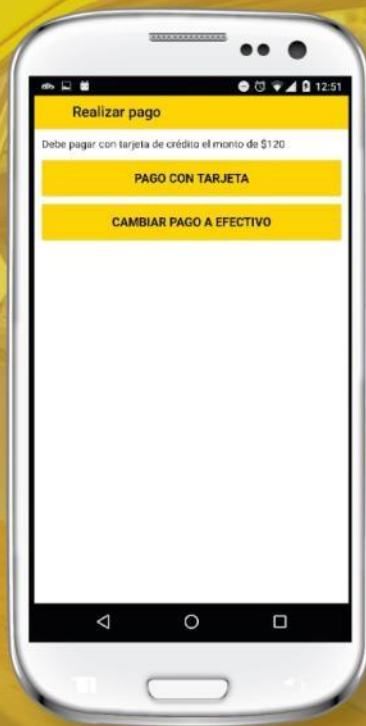 12:51
Realizar pago
Debe pagar con tarjeta de crédito el monto de $120
PAGO CON TARJETA
CAMBIAR PAGO A EFECTIVO